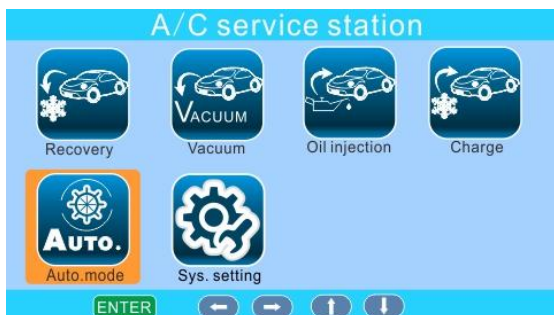 A/C service station
VACUUM
Recovery
Vacuum
Oil injection
Charge
AUTO.
Auto.mode
Sys. setting
ENTER